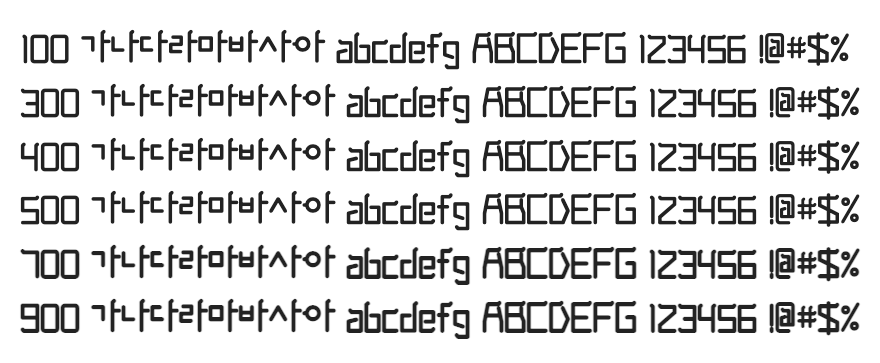 100 가나다라마바사아 abcdefg ABCDEFG 123456 !@#$%
300 가나다라마바사아 abcdefg ABCDEFG 123456 !@#$%
400 가나다라마바사아 abcdefg ABCDEFG 123456 !@#$%
500 가나다라마바사아 abcdefg ABCDEFG 123456 !@#$%
700 가나다라마바사아 abcdefg ABCDEFG 123456 !@#$%
900 가나다라마바사아 abcdefg ABCDEFG 123456 !@#$%